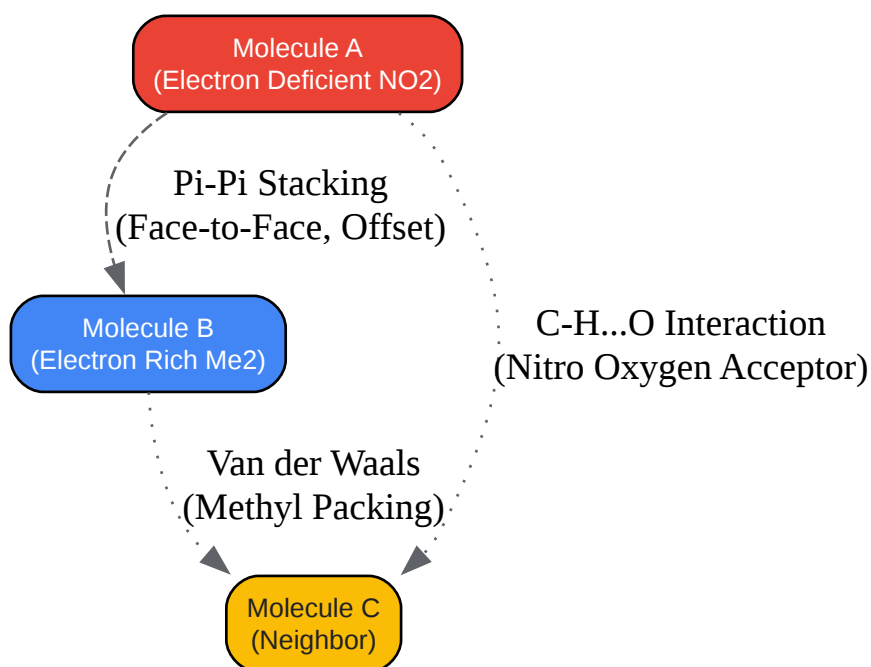 Molecule A
(Electron Deficient NO2)
Pi-Pi Stacking
(Face-to-Face, Offset)
Molecule B
(Electron Rich Me2)
C-H...O Interaction
(Nitro Oxygen Acceptor)
Van der Waals
(Methyl Packing)
Molecule C
(Neighbor)